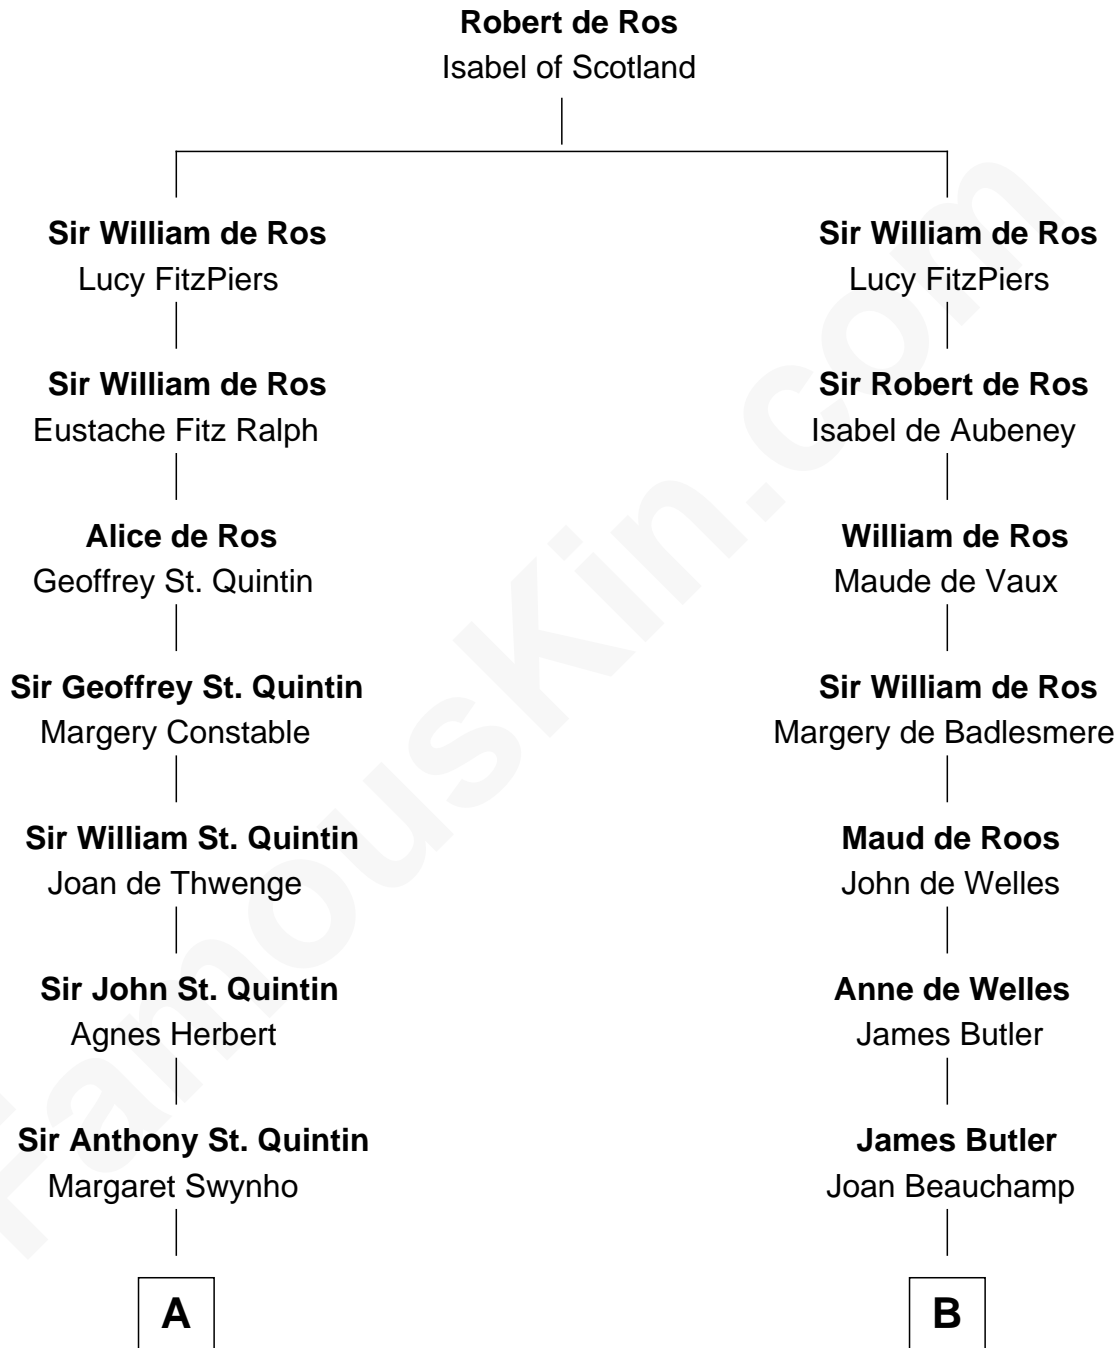 Robert de Ros
Isabel of Scotland
Sir William de Ros
Lucy FitzPiers
Sir William de Ros
Eustache Fitz Ralph
Alice de Ros
Geoffrey St. Quintin
Sir Geoffrey St. Quintin
Margery Constable
Sir William St. Quintin
Joan de Thwenge
Sir John St. Quintin
Agnes Herbert
Sir Anthony St. Quintin
Margaret Swynho
A
Sir William de Ros
Lucy FitzPiers
Sir Robert de Ros
Isabel de Aubeney
William de Ros
Maude de Vaux
Sir William de Ros
Margery de Badlesmere
Maud de Roos
John de Welles
Anne de Welles
James Butler
James Butler
Joan Beauchamp
B
FamousKin.com